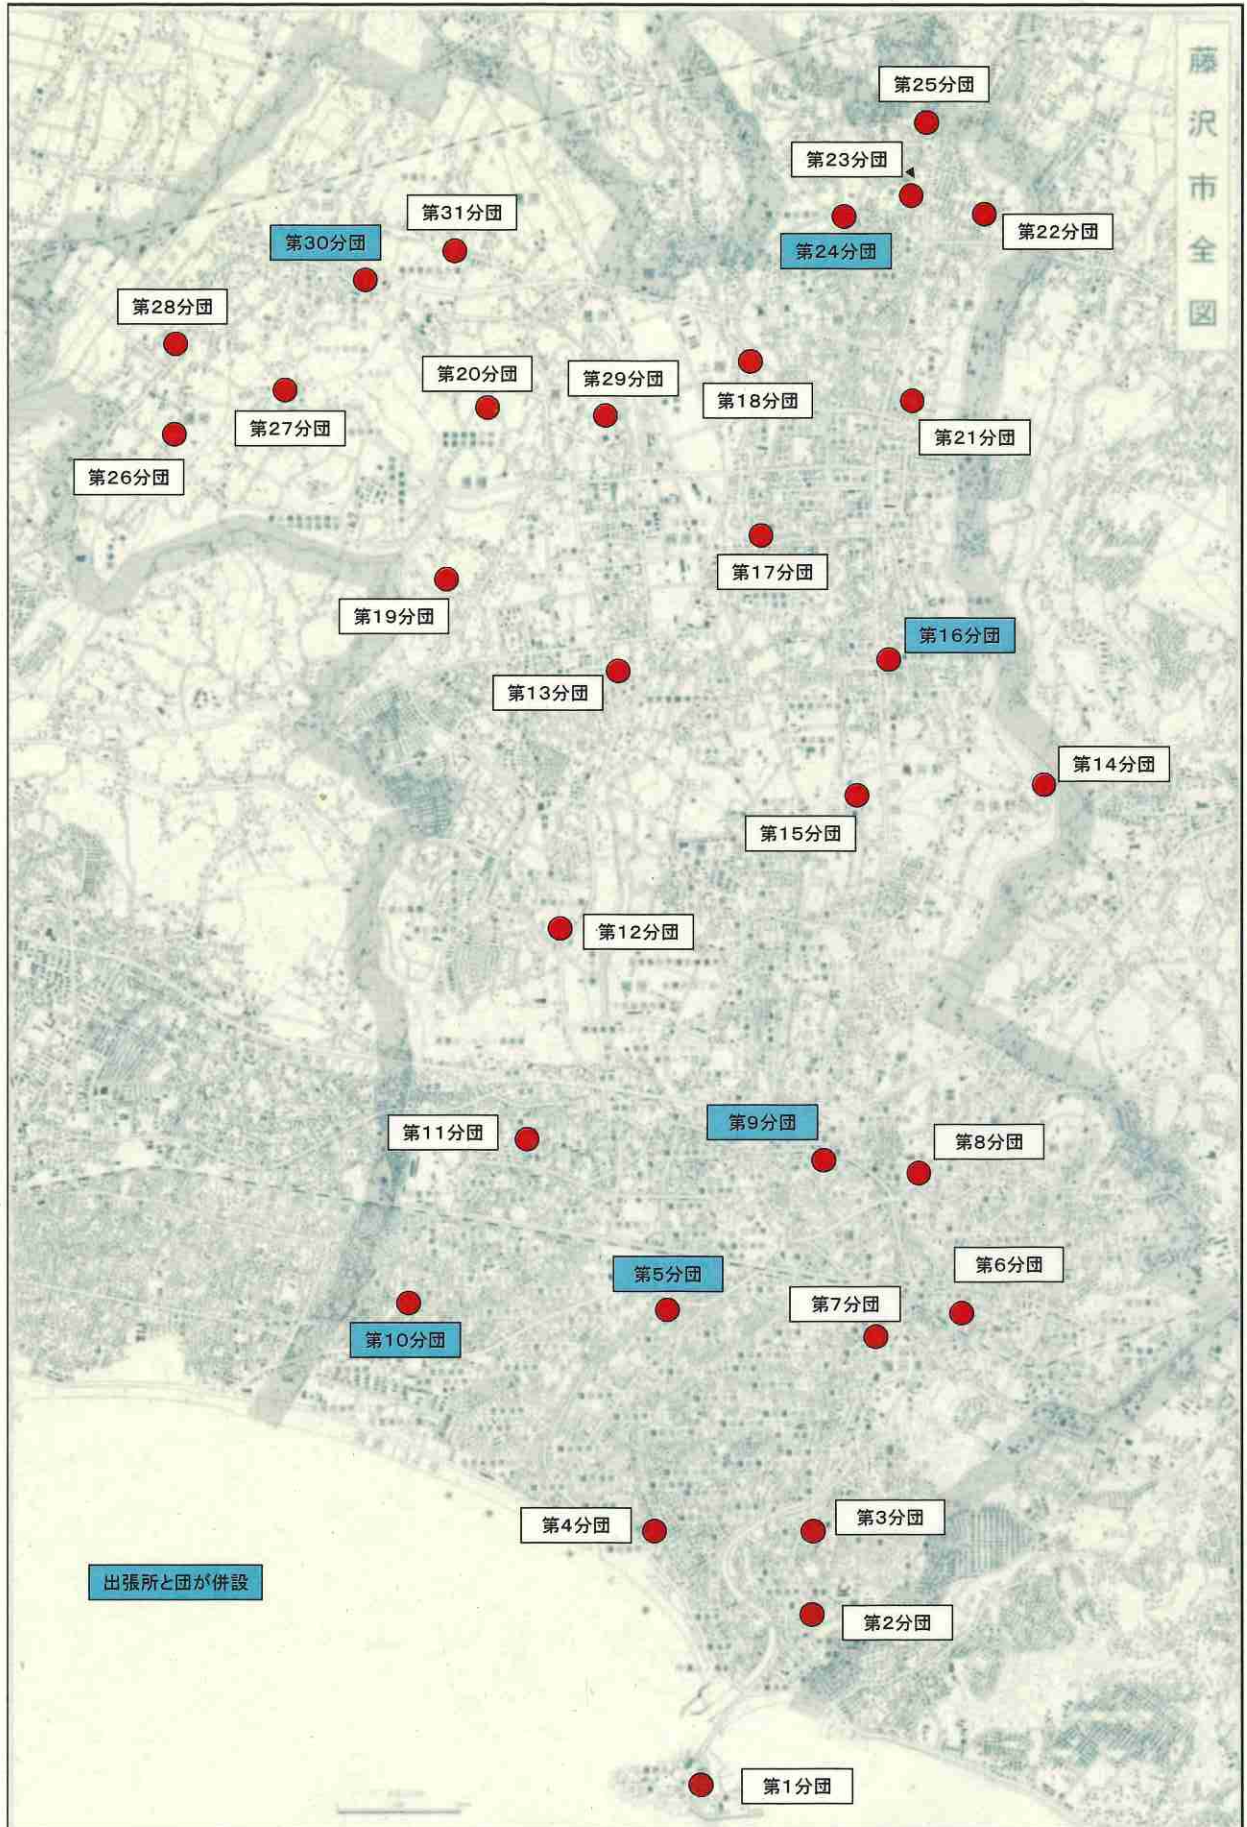 藤沢市全図
第25分団
第23分団
第31分団
第22分団
第30分団
第24分団
第28分団
第20分団
第29分団
第18分団
第27分団
第21分団
第26分団
第17分団
第19分団
第16分団
第13分団
第14分団
第15分団
第12分団
第9分団
第11分団
第8分団
第6分団
第5分団
第7分団
第10分団
第3分団
第4分団
出張所と団が併設
第2分団
第1分団